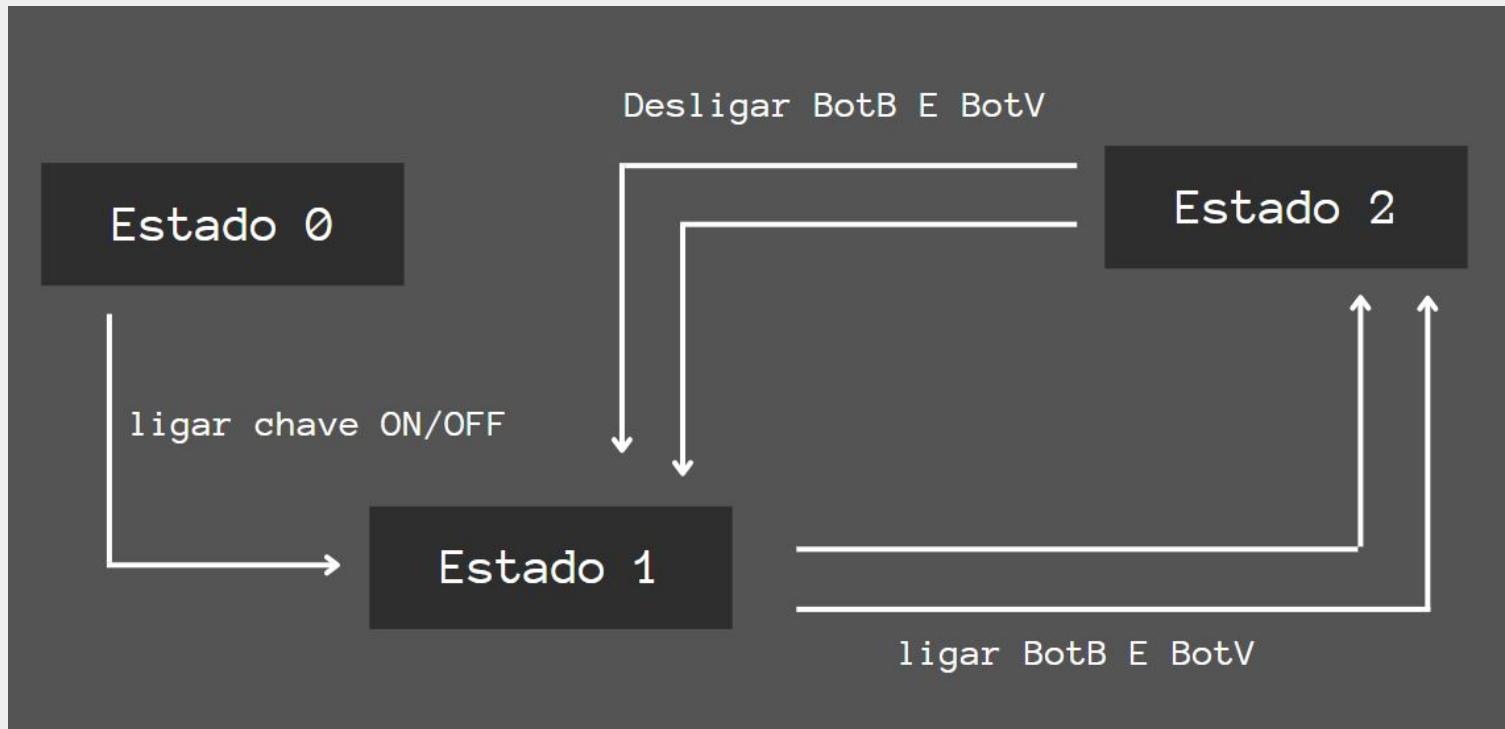 Desligar BotB E BotV
Estado 0
Estado 2
ligar chave ON/OFF
Estado 1
ligar BotB E BotV